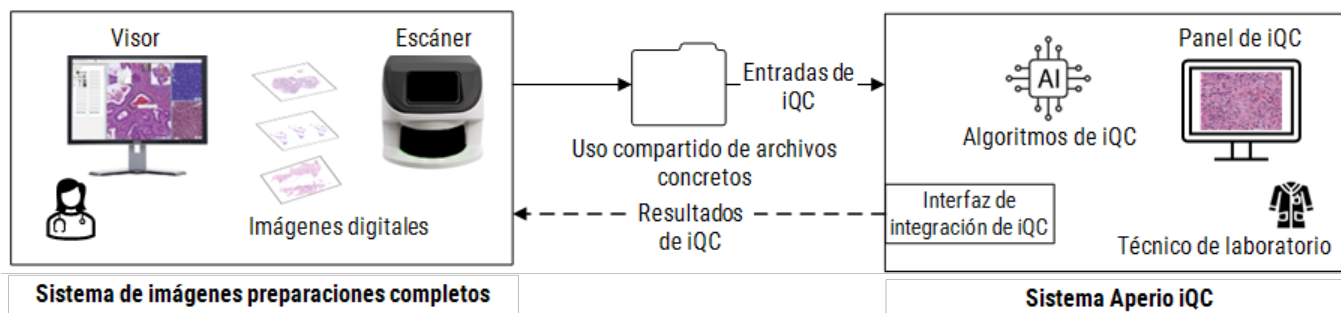 Visor
Escáner
Imágenes digitales
Sistema de imágenes preparaciones completos
Entradas de
iQC
Uso compartido de archivos
concretos
Resultados
de iQC
AI
Algoritmos de iQC
Panel de iQC
Interfaz de
integración de iQC
Técnico de laboratorio
Sistema Aperio iQC